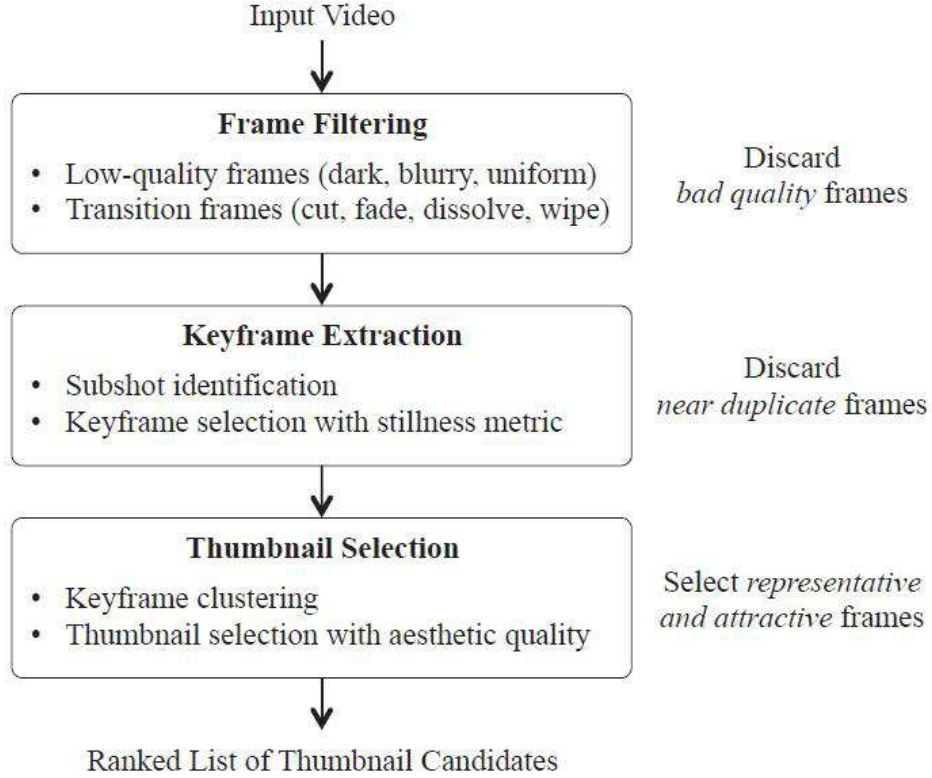 Input Video
Frame Filtering
• Low-quality frames (dark, blurry, uniform)
• Transition frames (cut, fade, dissolve, wipe)
Discard
bad quality frames
Keyframe Extraction
• Subshot identification
• Keyframe selection with stillness metric
Discard
near duplicate frames
Thumbnail Selection
• Keyframe clustering
• Thumbnail selection with aesthetic quality
Select representative
and attractive frames
Ranked List of Thumbnail Candidates